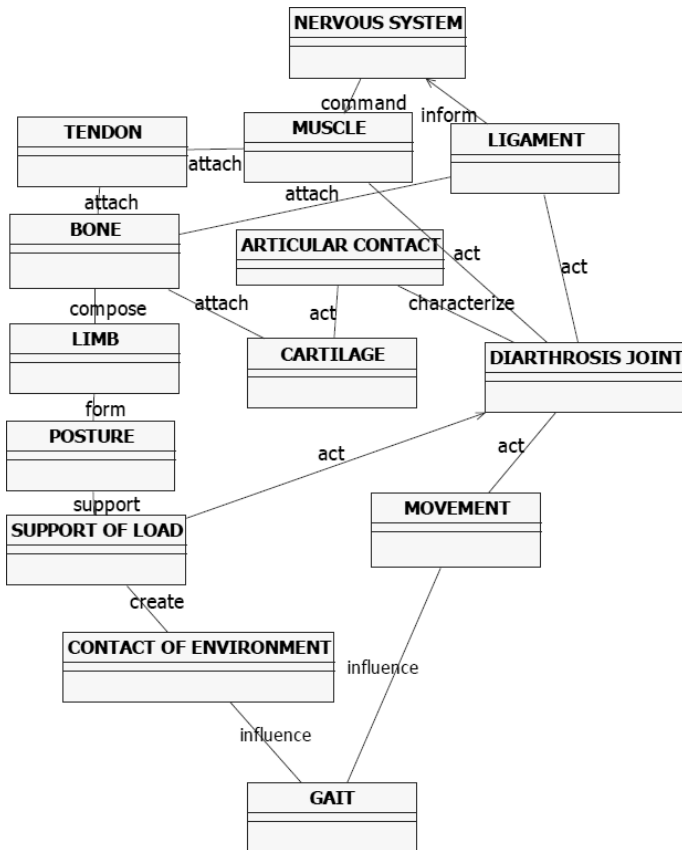 NERVOUS SYSTEM
command
inform
TENDON
MUSCLE
LIGAMENT
attach
attach
attach
BONE
ARTICULAR CONTACT
act
act
attach
act
characterize
compose
LIMB
CARTILAGE
DIARTHROSIS JOINT
form
POSTURE
act
act
support
MOVEMENT
SUPPORT OF LOAD
create
CONTACT OF ENVIRONMENT
influence
influence
GAIT